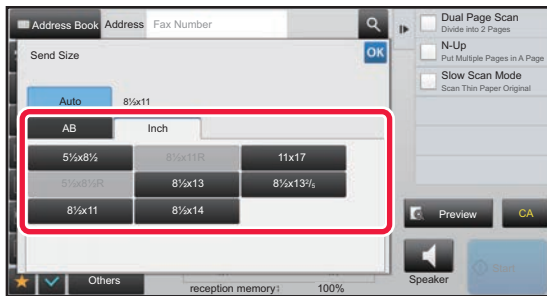 Address Book Address Fax Number
Send Size OK
Auto 8½x11
AB Inch
5½x8½ 8½x11R 11x17
5½x8½R 8½x13 8½x13²/₅
8½x11 8½x14
Others
reception memory: 100%
Dual Page Scan
Divide into 2 Pages
N-Up
Put Multiple Pages in A Page
Slow Scan Mode
Scan Thin Paper Original
Preview CA
Speaker Start